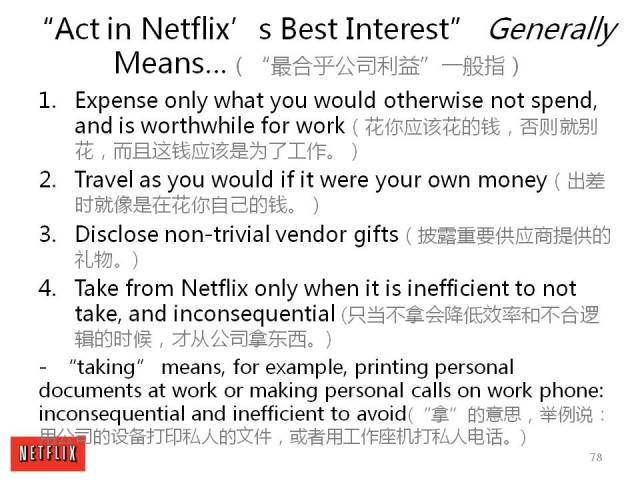 “Act in Netflix’s Best Interest” Generally
Means…(“最合乎公司利益”一般指)
1. Expense only what you would otherwise not spend,
and is worthwhile for work(花你应该花的钱，否则就别
花，而且这钱应该是为了工作。)
2. Travel as you would if it were your own money(出差
时就像是在花你自己的钱。)
3. Disclose non-trivial vendor gifts(披露重要供应商提供的
礼物。)
4. Take from Netflix only when it is inefficient to not
take, and inconsequential (只当不拿会降低效率和不合逻
辑的时候，才从公司拿东西。)
- “taking” means, for example, printing personal
documents at work or making personal calls on work phone:
inconsequential and inefficient to avoid(“拿”的意思，举例说：
用公司的设备打印私人的文件，或者用工作座机打私人电话。)
NETFLIX
78